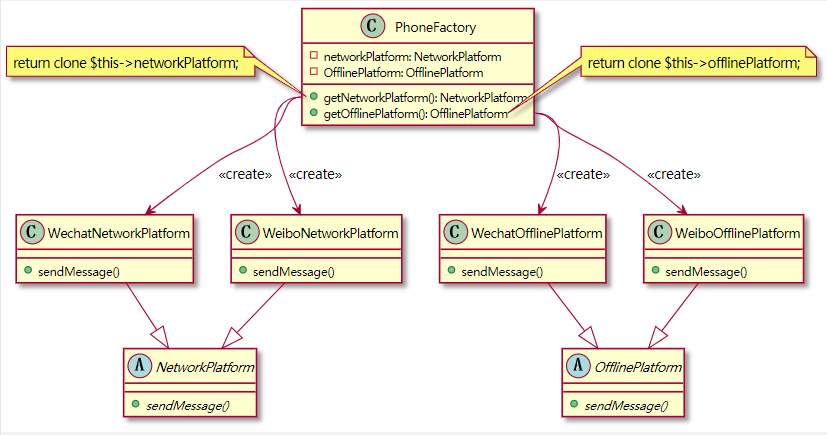 C PhoneFactory
networkPlatform: NetworkPlatform
OfflinePlatform: OfflinePlatform
getNetworkPlatform(): NetworkPlatform
getOfflinePlatform(): OfflinePlatform
return clone $this->networkPlatform;
return clone $this->offlinePlatform;
«create»
«create»
«create»
«create»
C WechatNetworkPlatform
sendMessage()
C WeiboNetworkPlatform
sendMessage()
C WechatOfflinePlatform
sendMessage()
C WeiboOfflinePlatform
sendMessage()
A NetworkPlatform
sendMessage()
A OfflinePlatform
sendMessage()